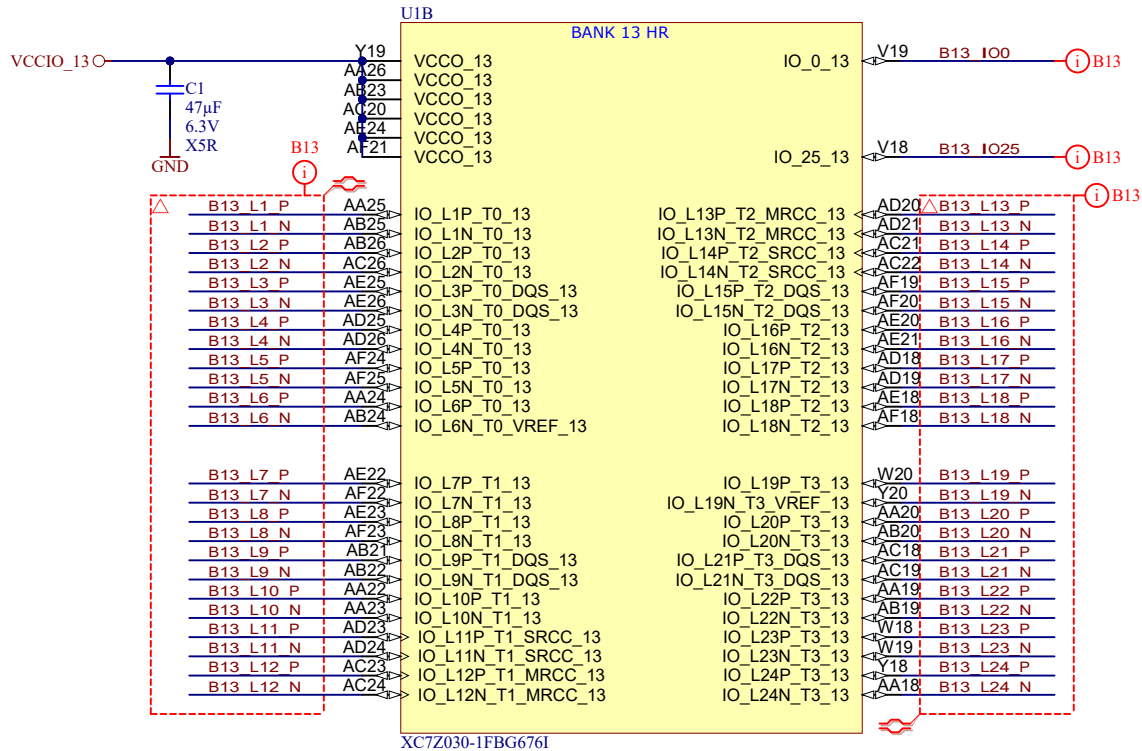 U1B
BANK 13 HR
VCCIO_13
C1
47µF
6.3V
X5R
GND
Y19 VCCO_13 IO_0_13 V19 B13_IO0 i B13
AA26 VCCO_13
AB23 VCCO_13
AC20 VCCO_13
AE24 VCCO_13
AF21 VCCO_13 IO_25_13 V18 B13_IO25 i B13
B13 i
i B13
B13_L1_P AA25 IO_L1P_T0_13 IO_L13P_T2_MRCC_13 AD20 B13_L13_P
B13_L1_N AB25 IO_L1N_T0_13 IO_L13N_T2_MRCC_13 AD21 B13_L13_N
B13_L2_P AB26 IO_L2P_T0_13 IO_L14P_T2_SRCC_13 AC21 B13_L14_P
B13_L2_N AC26 IO_L2N_T0_13 IO_L14N_T2_SRCC_13 AC22 B13_L14_N
B13_L3_P AE25 IO_L3P_T0_DQS_13 IO_L15P_T2_DQS_13 AF19 B13_L15_P
B13_L3_N AE26 IO_L3N_T0_DQS_13 IO_L15N_T2_DQS_13 AF20 B13_L15_N
B13_L4_P AD25 IO_L4P_T0_13 IO_L16P_T2_13 AE20 B13_L16_P
B13_L4_N AD26 IO_L4N_T0_13 IO_L16N_T2_13 AE21 B13_L16_N
B13_L5_P AF24 IO_L5P_T0_13 IO_L17P_T2_13 AD18 B13_L17_P
B13_L5_N AF25 IO_L5N_T0_13 IO_L17N_T2_13 AD19 B13_L17_N
B13_L6_P AA24 IO_L6P_T0_13 IO_L18P_T2_13 AE18 B13_L18_P
B13_L6_N AB24 IO_L6N_T0_VREF_13 IO_L18N_T2_13 AF18 B13_L18_N
B13_L7_P AE22 IO_L7P_T1_13 IO_L19P_T3_13 W20 B13_L19_P
B13_L7_N AF22 IO_L7N_T1_13 IO_L19N_T3_VREF_13 Y20 B13_L19_N
B13_L8_P AE23 IO_L8P_T1_13 IO_L20P_T3_13 AA20 B13_L20_P
B13_L8_N AF23 IO_L8N_T1_13 IO_L20N_T3_13 AB20 B13_L20_N
B13_L9_P AB21 IO_L9P_T1_DQS_13 IO_L21P_T3_DQS_13 AC18 B13_L21_P
B13_L9_N AB22 IO_L9N_T1_DQS_13 IO_L21N_T3_DQS_13 AC19 B13_L21_N
B13_L10_P AA22 IO_L10P_T1_13 IO_L22P_T3_13 AA19 B13_L22_P
B13_L10_N AA23 IO_L10N_T1_13 IO_L22N_T3_13 AB19 B13_L22_N
B13_L11_P AD23 IO_L11P_T1_SRCC_13 IO_L23P_T3_13 W18 B13_L23_P
B13_L11_N AD24 IO_L11N_T1_SRCC_13 IO_L23N_T3_13 W19 B13_L23_N
B13_L12_P AC23 IO_L12P_T1_MRCC_13 IO_L24P_T3_13 Y18 B13_L24_P
B13_L12_N AC24 IO_L12N_T1_MRCC_13 IO_L24N_T3_13 AA18 B13_L24_N
XC7Z030-1FBG676I